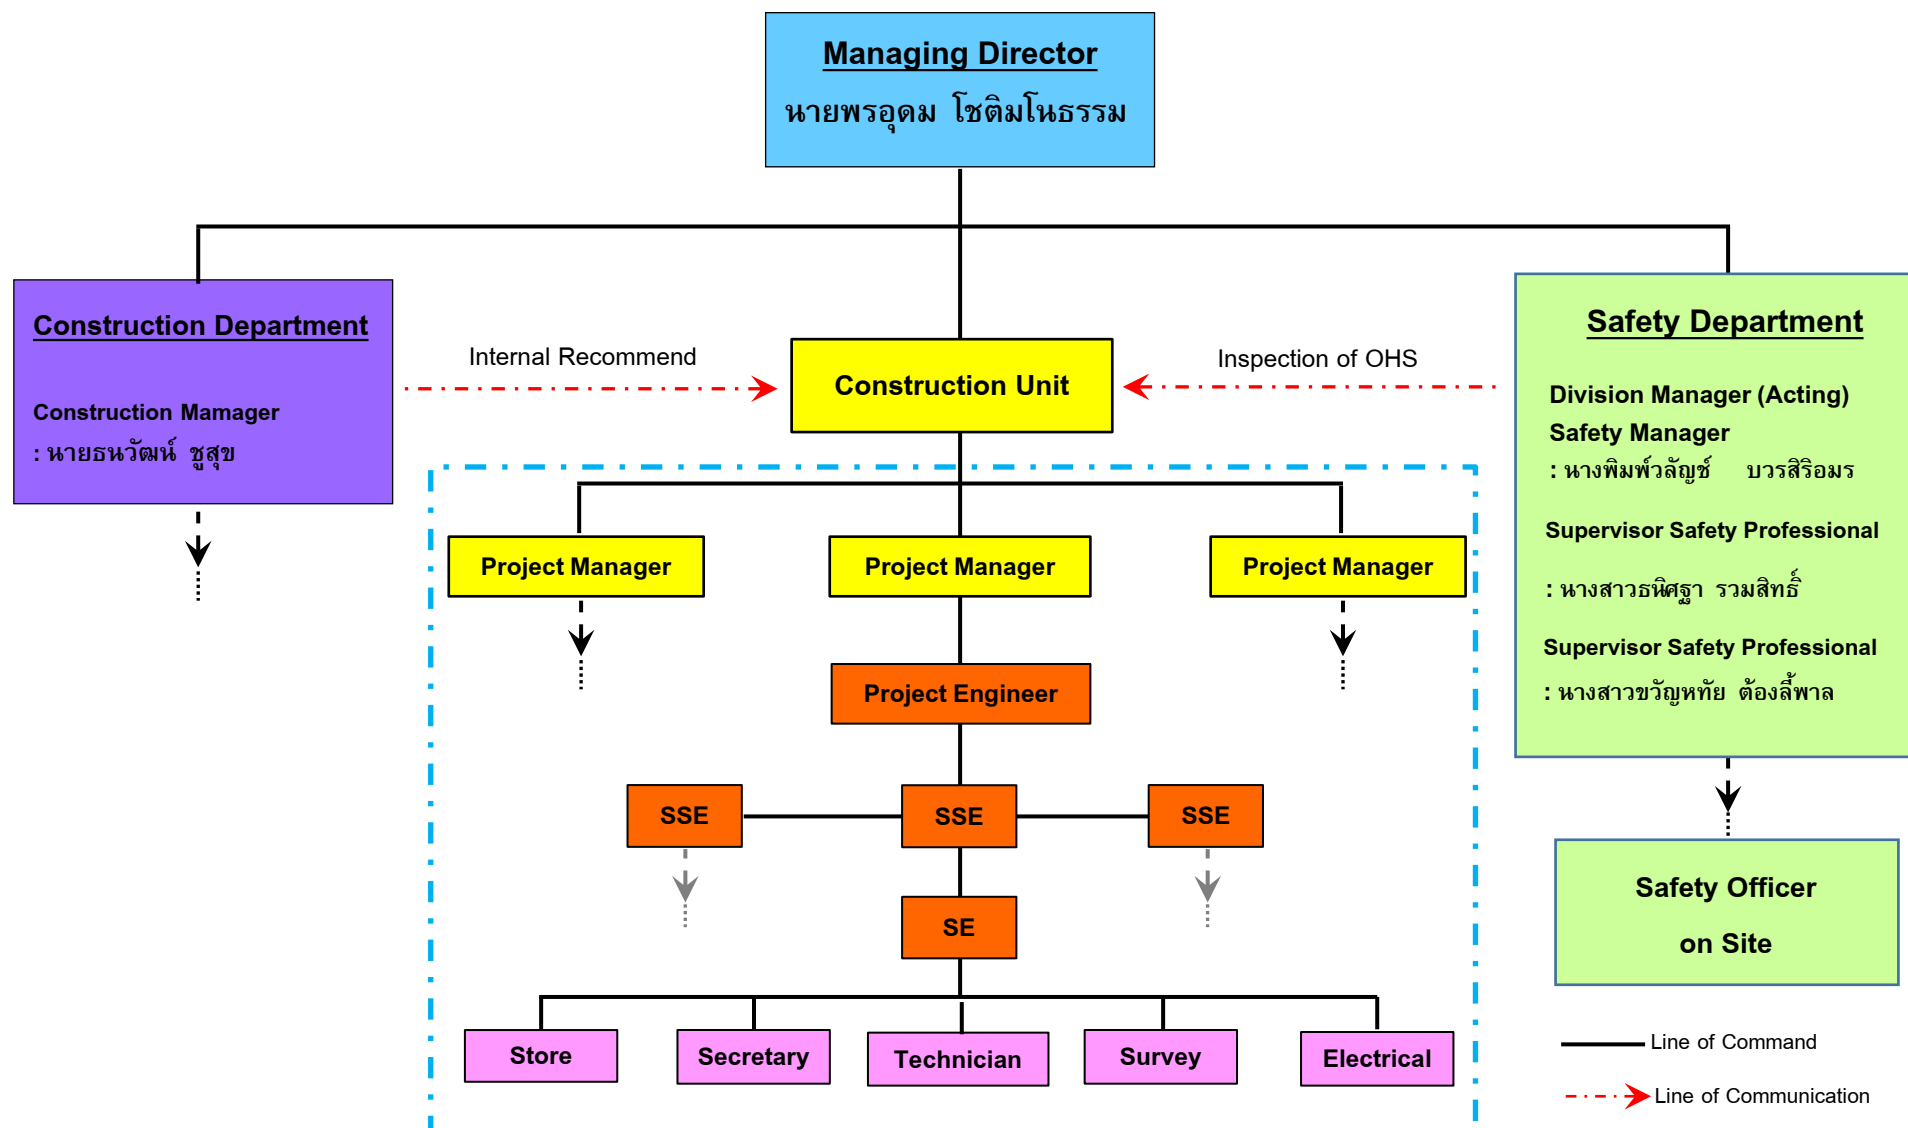 Managing Director
นายพรอุดม โชติมโนธรรม
Construction Department
Construction Mamager
: นายธนวัฒน์ ชูสุข
Internal Recommend
Construction Unit
Inspection of OHS
Safety Department
Division Manager (Acting)
Safety Manager
: นางพิมพ์วลัญช์ บวรสิริอมร
Supervisor Safety Professional
: นางสาวธนิศฐา รวมสิทธิ์
Supervisor Safety Professional
: นางสาวขวัญหทัย ต้องลี้พาล
Project Manager
Project Manager
Project Manager
Project Engineer
SSE
SSE
SSE
SE
Safety Officer
on Site
Store
Secretary
Technician
Survey
Electrical
Line of Command
Line of Communication